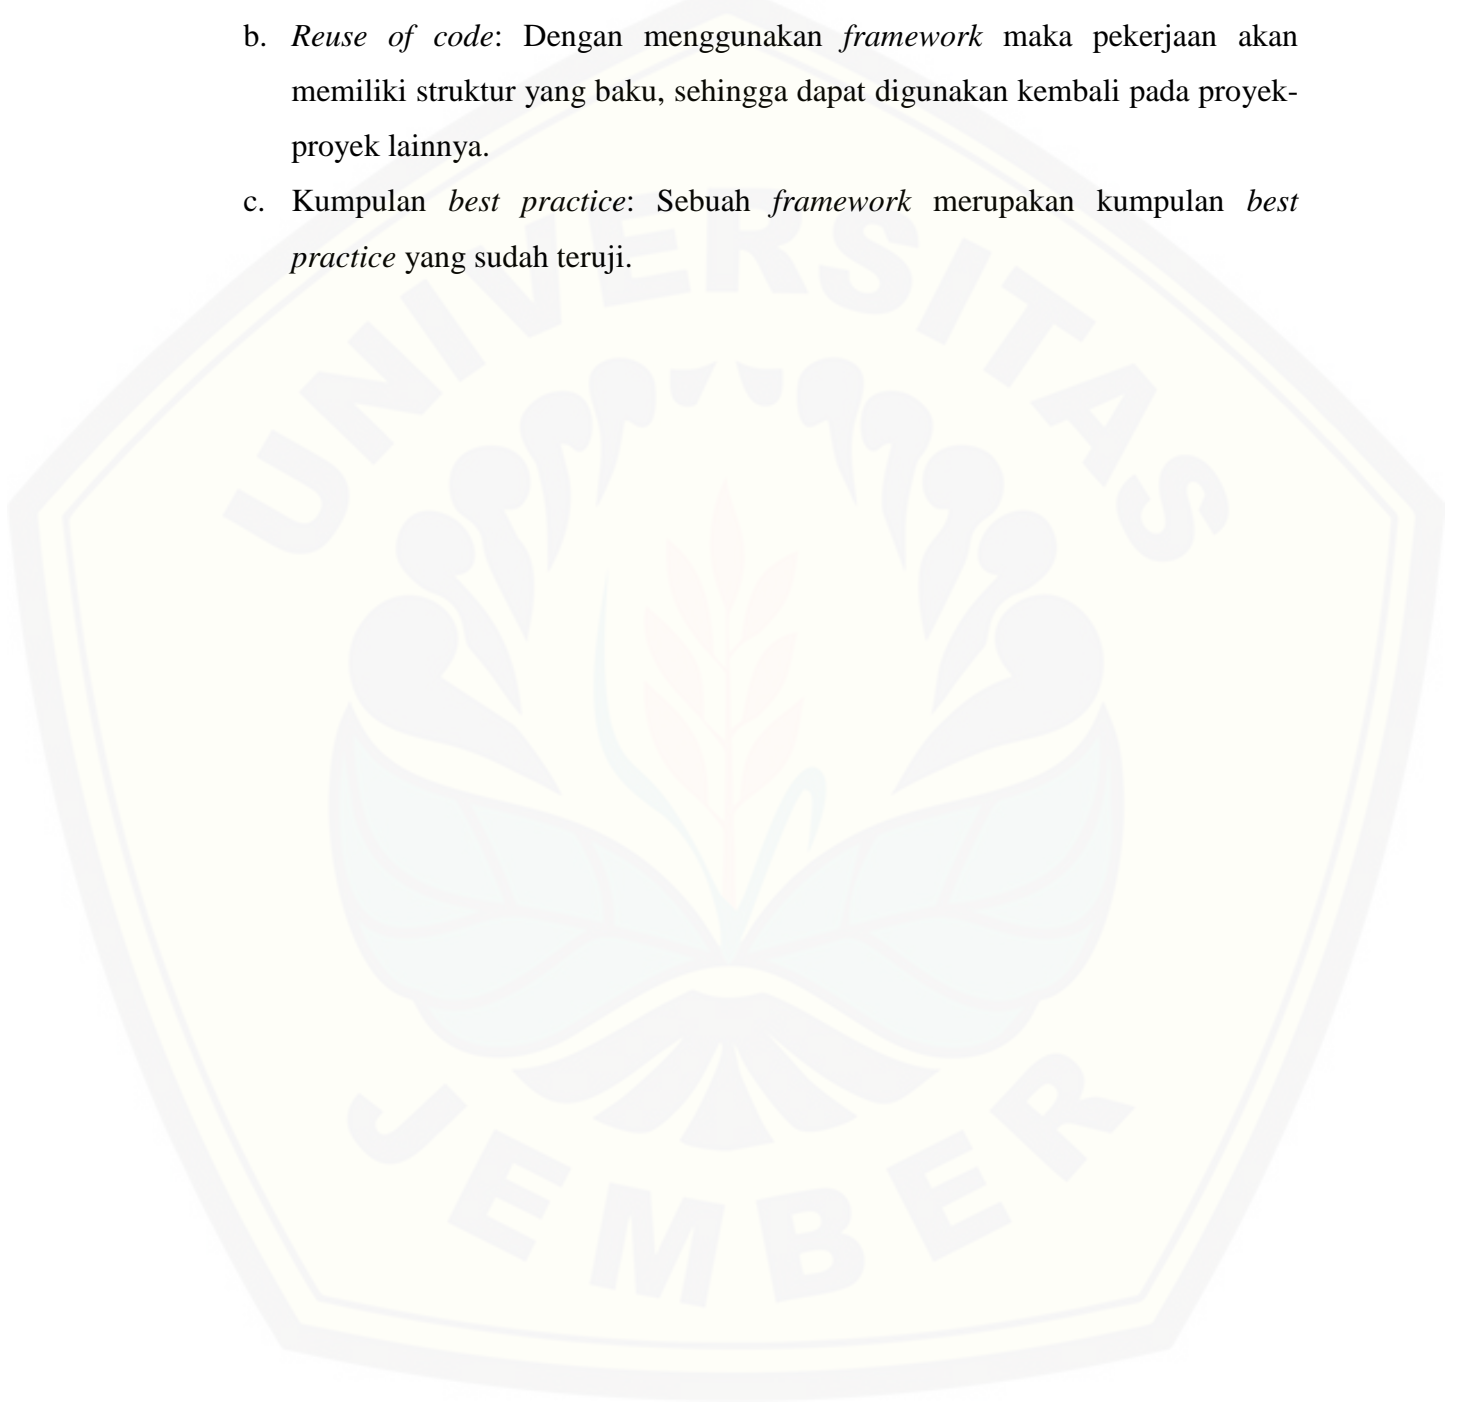 b. Reuse of code: Dengan menggunakan framework maka pekerjaan akan
memiliki struktur yang baku, sehingga dapat digunakan kembali pada proyek-
proyek lainnya.
c. Kumpulan best practice: Sebuah framework merupakan kumpulan best
practice yang sudah teruji.
UNIVERSITAS
JEMBER